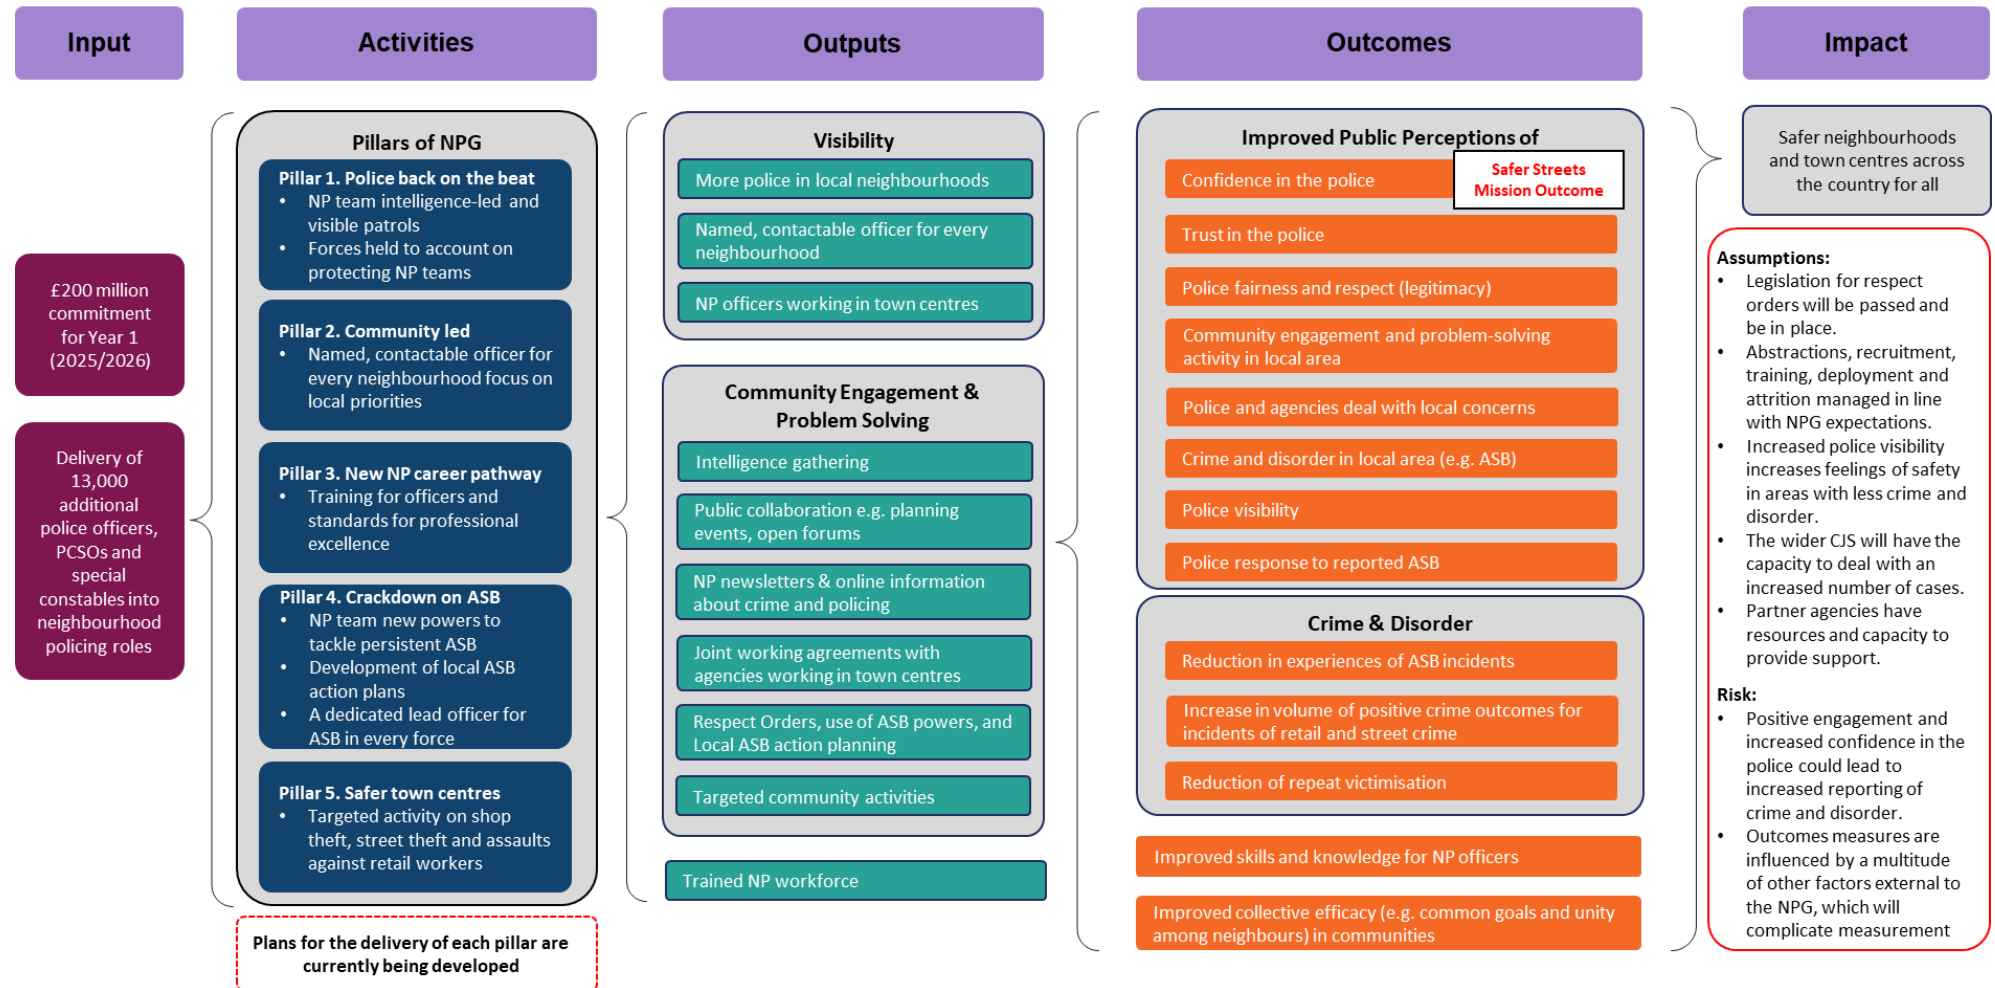 Input
Activities
Outputs
Outcomes
Impact
£200 million
commitment
for Year 1
(2025/2026)
Delivery of
13,000
additional
police officers,
PCSOs and
special
constables into
neighbourhood
policing roles
Pillars of NPG
Pillar 1. Police back on the beat
• NP team intelligence-led and
visible patrols
• Forces held to account on
protecting NP teams
Pillar 2. Community led
• Named, contactable officer for
every neighbourhood focus on
local priorities
Pillar 3. New NP career pathway
• Training for officers and
standards for professional
excellence
Pillar 4. Crackdown on ASB
• NP team new powers to
tackle persistent ASB
• Development of local ASB
action plans
• A dedicated lead officer for
ASB in every force
Pillar 5. Safer town centres
• Targeted activity on shop
theft, street theft and assaults
against retail workers
Plans for the delivery of each pillar are
currently being developed
Visibility
More police in local neighbourhoods
Named, contactable officer for every
neighbourhood
NP officers working in town centres
Community Engagement &
Problem Solving
Intelligence gathering
Public collaboration e.g. planning
events, open forums
NP newsletters & online information
about crime and policing
Joint working agreements with
agencies working in town centres
Respect Orders, use of ASB powers, and
Local ASB action planning
Targeted community activities
Trained NP workforce
Improved Public Perceptions of
Confidence in the police
Safer Streets
Mission Outcome
Trust in the police
Police fairness and respect (legitimacy)
Community engagement and problem-solving
activity in local area
Police and agencies deal with local concerns
Crime and disorder in local area (e.g. ASB)
Police visibility
Police response to reported ASB
Crime & Disorder
Reduction in experiences of ASB incidents
Increase in volume of positive crime outcomes for
incidents of retail and street crime
Reduction of repeat victimisation
Improved skills and knowledge for NP officers
Improved collective efficacy (e.g. common goals and unity
among neighbours) in communities
Safer neighbourhoods
and town centres across
the country for all
Assumptions:
• Legislation for respect
orders will be passed and
be in place.
• Abstractions, recruitment,
training, deployment and
attrition managed in line
with NPG expectations.
• Increased police visibility
increases feelings of safety
in areas with less crime and
disorder.
• The wider CJS will have the
capacity to deal with an
increased number of cases.
• Partner agencies have
resources and capacity to
provide support.
Risk:
• Positive engagement and
increased confidence in the
police could lead to
increased reporting of
crime and disorder.
• Outcomes measures are
influenced by a multitude
of other factors external to
the NPG, which will
complicate measurement